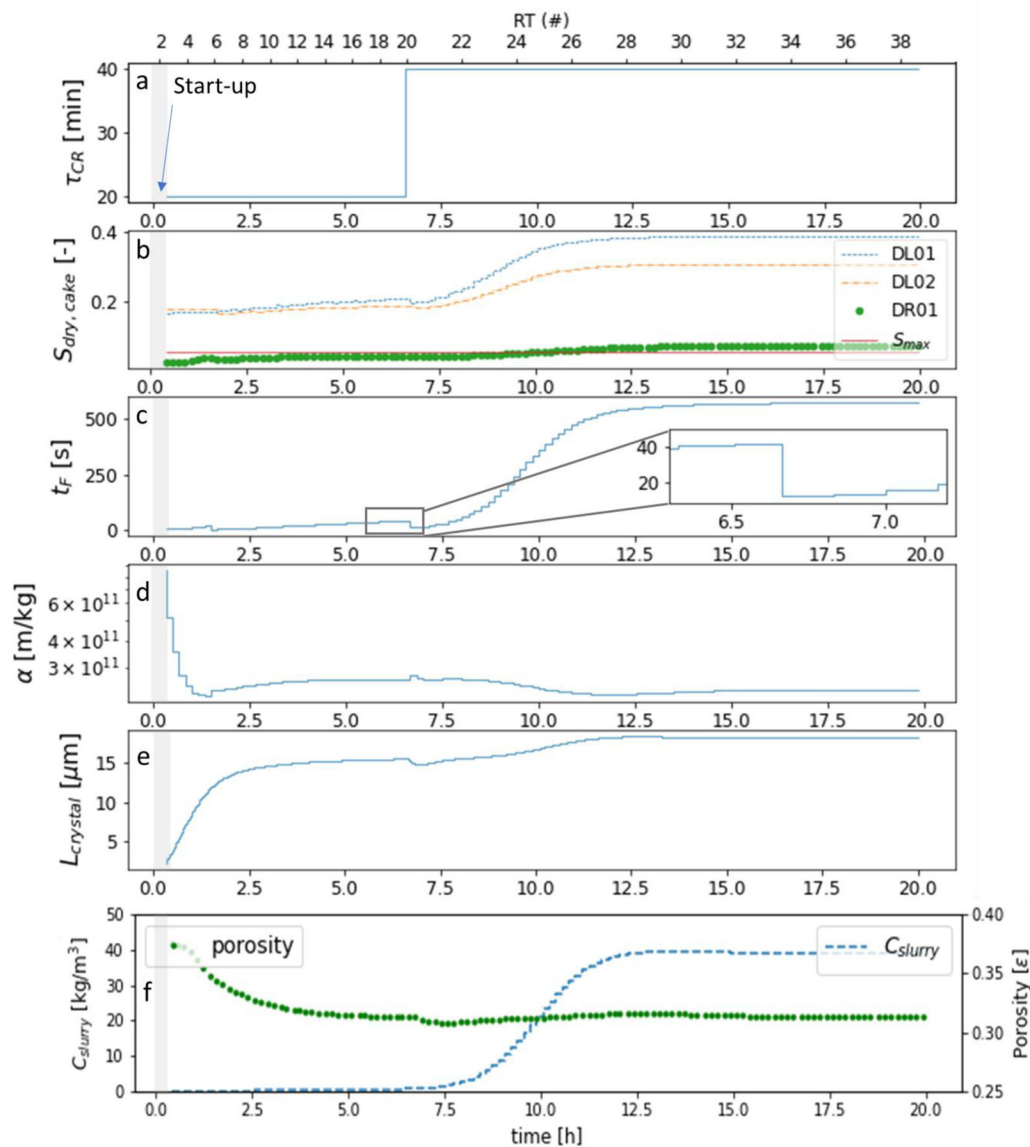 RT (#)
2 4 6 8 10 12 14 16 18 20 22 24 26 28 30 32 34 36 38
a
Start-up
τCR [min]
40
30
20
0.0 2.5 5.0 7.5 10.0 12.5 15.0 17.5 20.0
b
Sdry, cake [-]
0.4
0.2
DL01
DL02
DR01
Smax
0.0 2.5 5.0 7.5 10.0 12.5 15.0 17.5 20.0
c
tF [s]
500
250
0
40
20
6.5 7.0
0.0 2.5 5.0 7.5 10.0 12.5 15.0 17.5 20.0
d
α [m/kg]
6 × 10¹¹
4 × 10¹¹
3 × 10¹¹
0.0 2.5 5.0 7.5 10.0 12.5 15.0 17.5 20.0
e
Lcrystal [μm]
15
10
5
0.0 2.5 5.0 7.5 10.0 12.5 15.0 17.5 20.0
f
Cslurry [kg/m³]
50
40
30
20
10
0
porosity
Cslurry
0.40
0.35
0.30
0.25
Porosity [ε]
0.0 2.5 5.0 7.5 10.0 12.5 15.0 17.5 20.0
time [h]